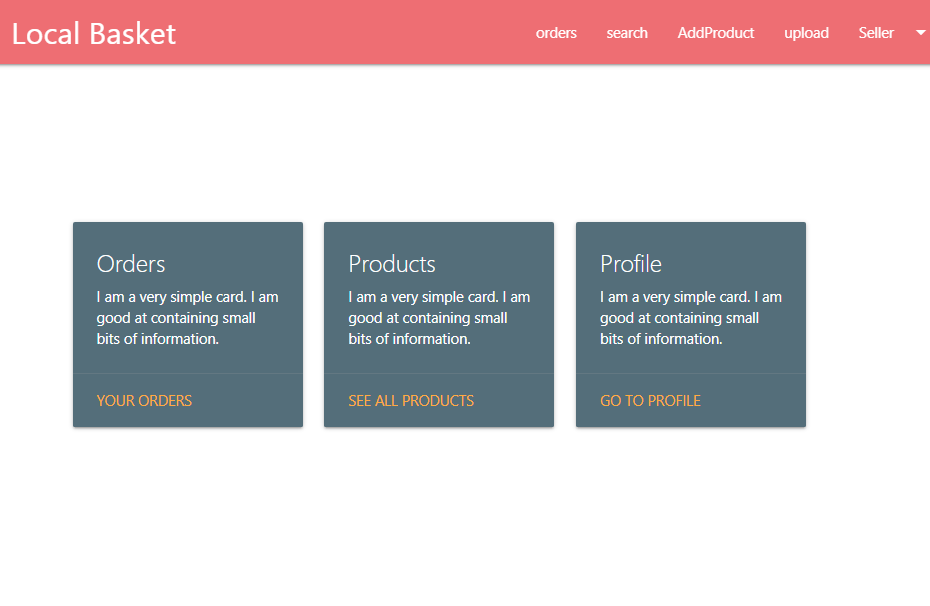 Local Basket
orders search AddProduct upload Seller
Orders
I am a very simple card. I am
good at containing small
bits of information.
YOUR ORDERS
Products
I am a very simple card. I am
good at containing small
bits of information.
SEE ALL PRODUCTS
Profile
I am a very simple card. I am
good at containing small
bits of information.
GO TO PROFILE